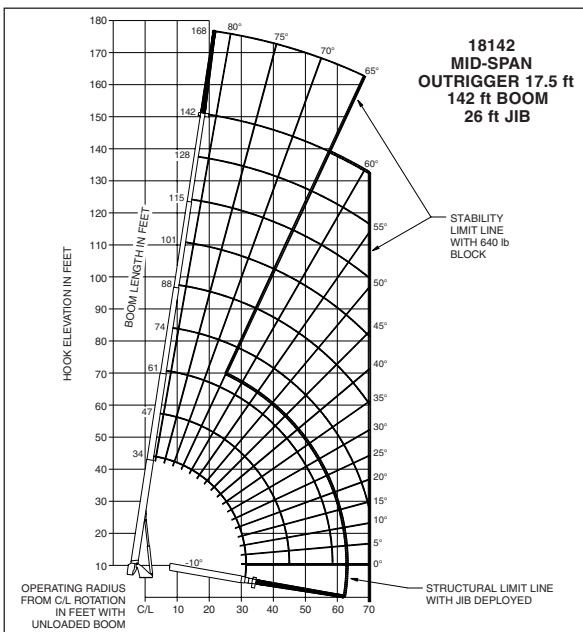 18142
MID-SPAN
OUTRIGGER 17.5 ft
142 ft BOOM
26 ft JIB
180
170
160
150
140
130
120
110
100
90
80
70
60
50
40
30
20
10
HOOK ELEVATION IN FEET
BOOM LENGTH IN FEET
168
142
128
115
101
88
74
61
47
34
80°
75°
70°
65°
60°
55°
50°
45°
40°
35°
30°
25°
20°
15°
10°
5°
0°
-10°
STABILITY
LIMIT LINE
WITH 640 lb
BLOCK
STRUCTURAL LIMIT LINE
WITH JIB DEPLOYED
OPERATING RADIUS
FROM C/L ROTATION
IN FEET WITH
UNLOADED BOOM
C/L 10 20 30 40 50 60 70